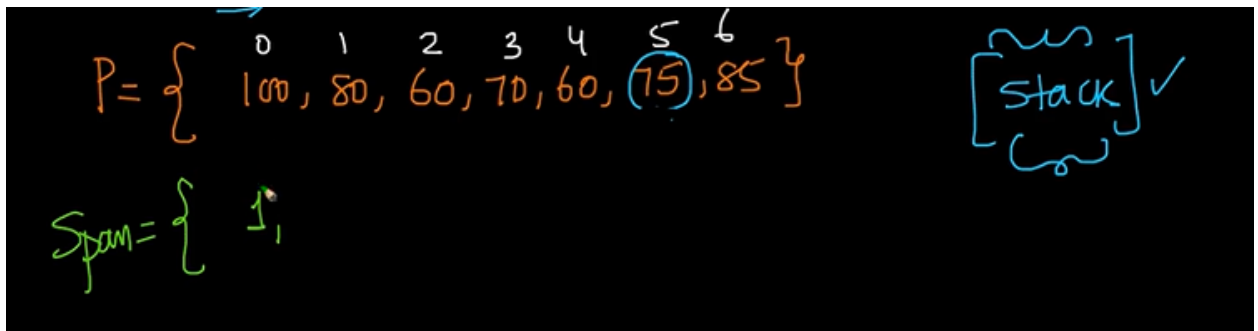 0 1 2 3 4 5 6
P = { 100, 80, 60, 70, 60, 75, 85 }
[stack] ✓
Span = { 1,